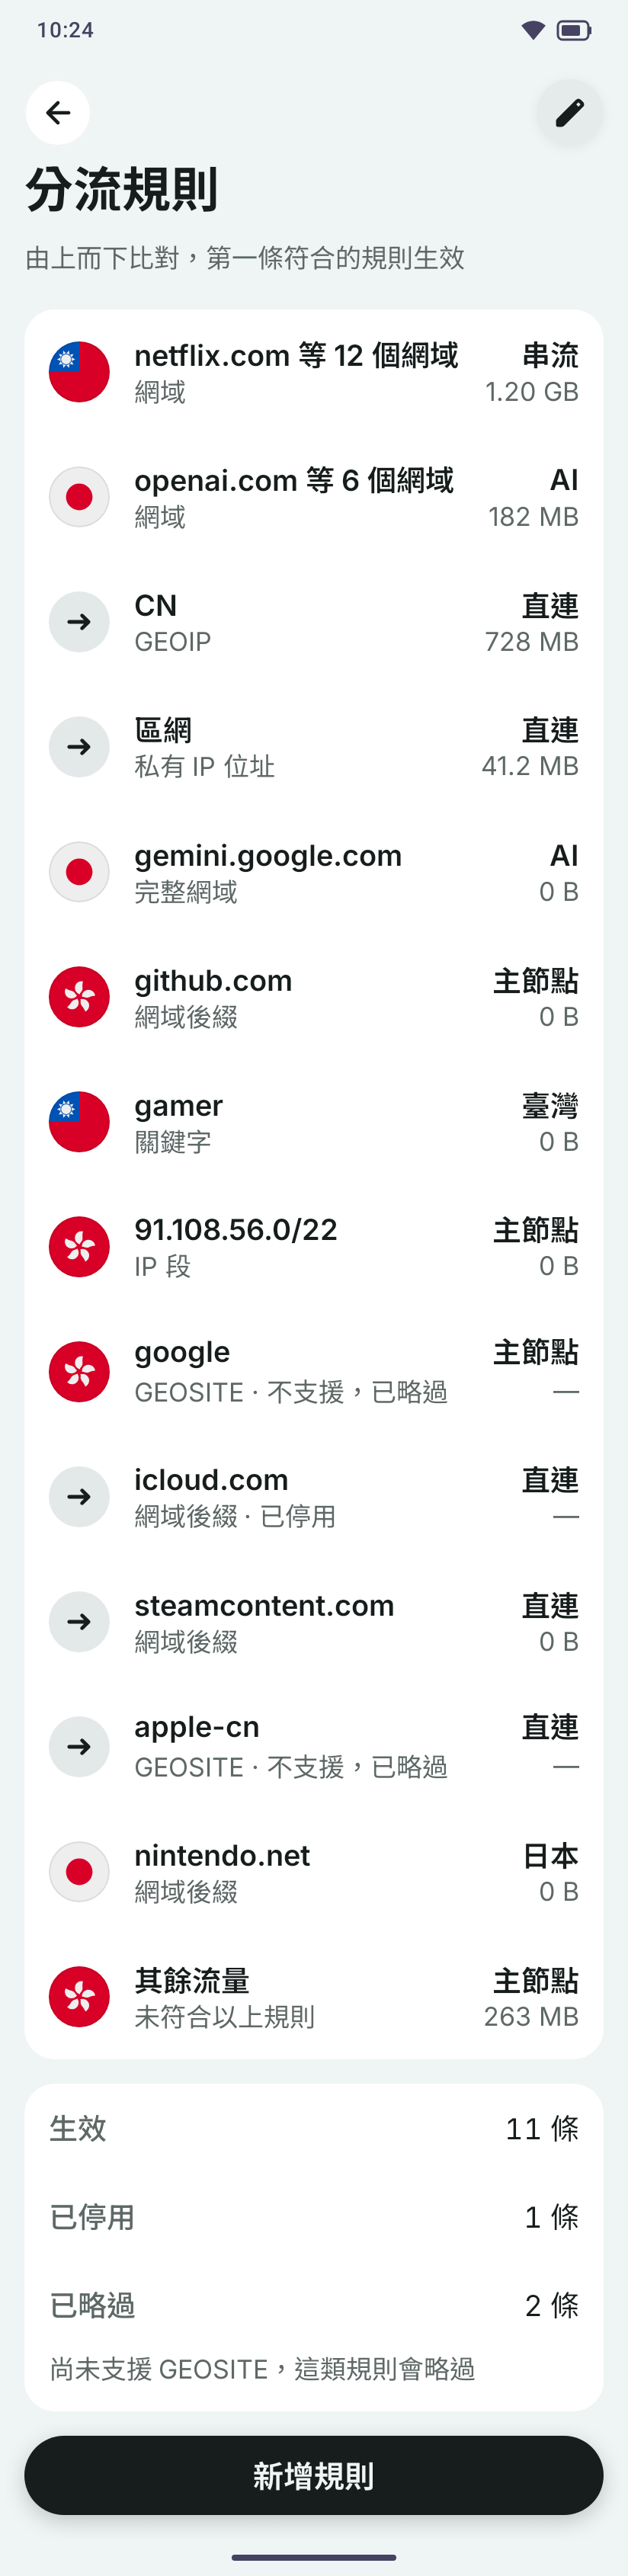 10:24
分流規則
由上而下比對，第一條符合的規則生效
netflix.com 等 12 個網域 串流
網域 1.20 GB
openai.com 等 6 個網域 AI
網域 182 MB
CN 直連
GEOIP 728 MB
區網 直連
私有 IP 位址 41.2 MB
gemini.google.com AI
完整網域 0 B
github.com 主節點
網域後綴 0 B
gamer 臺灣
關鍵字 0 B
91.108.56.0/22 主節點
IP 段 0 B
google 主節點
GEOSITE · 不支援，已略過 —
icloud.com 直連
網域後綴 · 已停用 —
steamcontent.com 直連
網域後綴 0 B
apple-cn 直連
GEOSITE · 不支援，已略過 —
nintendo.net 日本
網域後綴 0 B
其餘流量 主節點
未符合以上規則 263 MB
生效 11 條
已停用 1 條
已略過 2 條
尚未支援 GEOSITE，這類規則會略過
新增規則